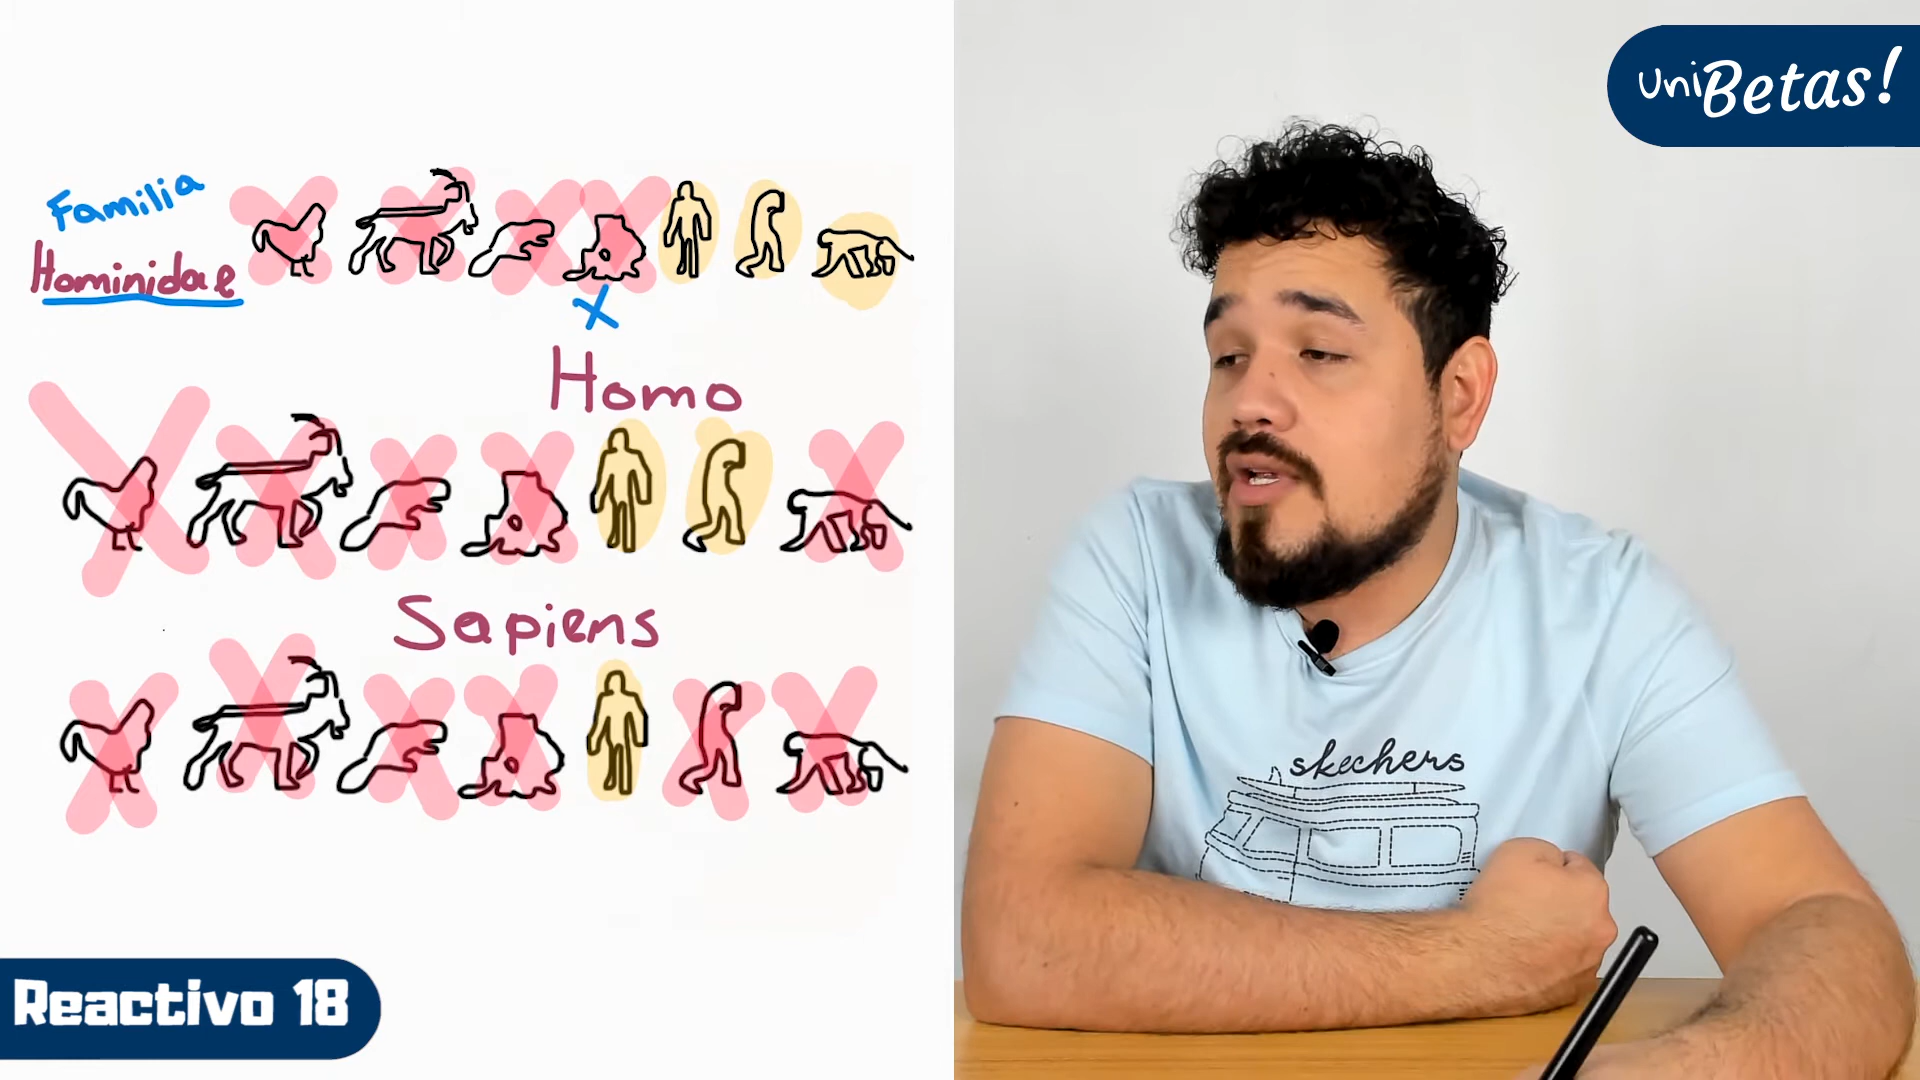 uniBetas!
Familia
Hominidae
X
Homo
Sapiens
skechers
Reactivo 18